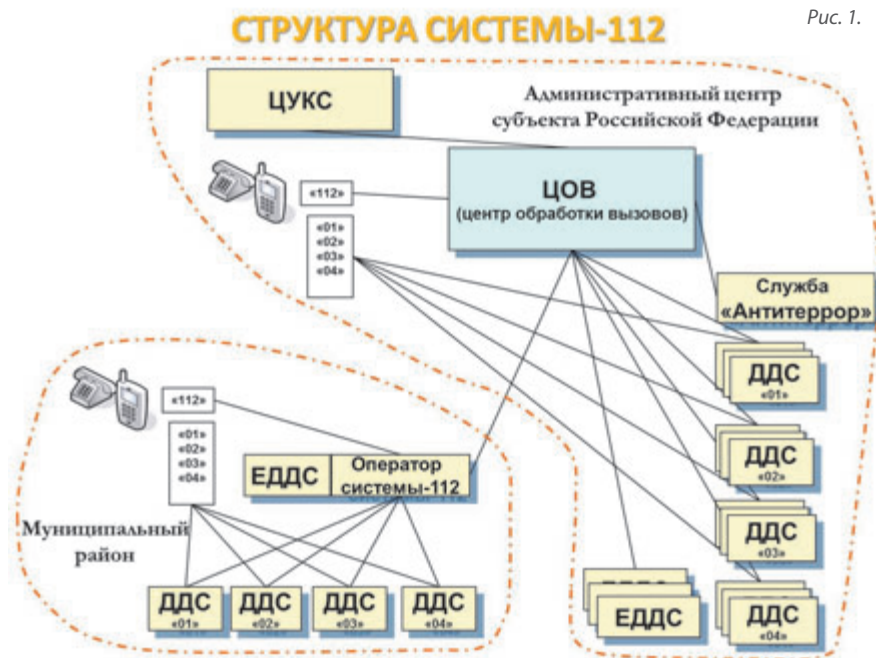 Рис. 1.
СТРУКТУРА СИСТЕМЫ-112
ЦУКС
Административный центр
субъекта Российской Федерации
«112»
ЦОВ
(центр обработки вызовов)
«01»
«02»
«03»
«04»
Служба
«Антитеррор»
ДДС
«01»
ДДС
«02»
ДДС
«03»
ДДС
«04»
ЕДДС
«112»
«01»
«02»
«03»
«04»
ЕДДС
Оператор
системы-112
Муниципальный
район
ДДС
«01»
ДДС
«02»
ДДС
«03»
ДДС
«04»